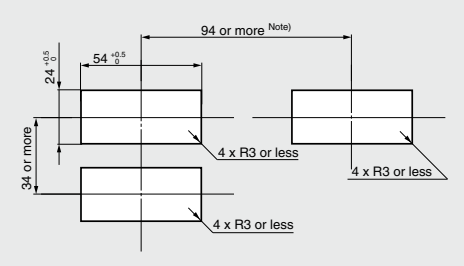 94 or more Note)
54 +0.5 0
24 +0.5 0
34 or more
4 x R3 or less
4 x R3 or less
4 x R3 or less